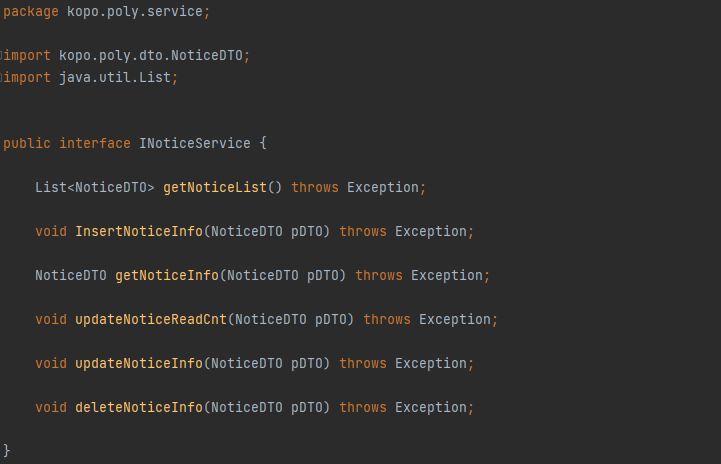 package kopo.poly.service;
import kopo.poly.dto.NoticeDTO;
import java.util.List;
public interface INoticeService {
List<NoticeDTO> getNoticeList() throws Exception;
void InsertNoticeInfo(NoticeDTO pDTO) throws Exception;
NoticeDTO getNoticeInfo(NoticeDTO pDTO) throws Exception;
void updateNoticeReadCnt(NoticeDTO pDTO) throws Exception;
void updateNoticeInfo(NoticeDTO pDTO) throws Exception;
void deleteNoticeInfo(NoticeDTO pDTO) throws Exception;
}